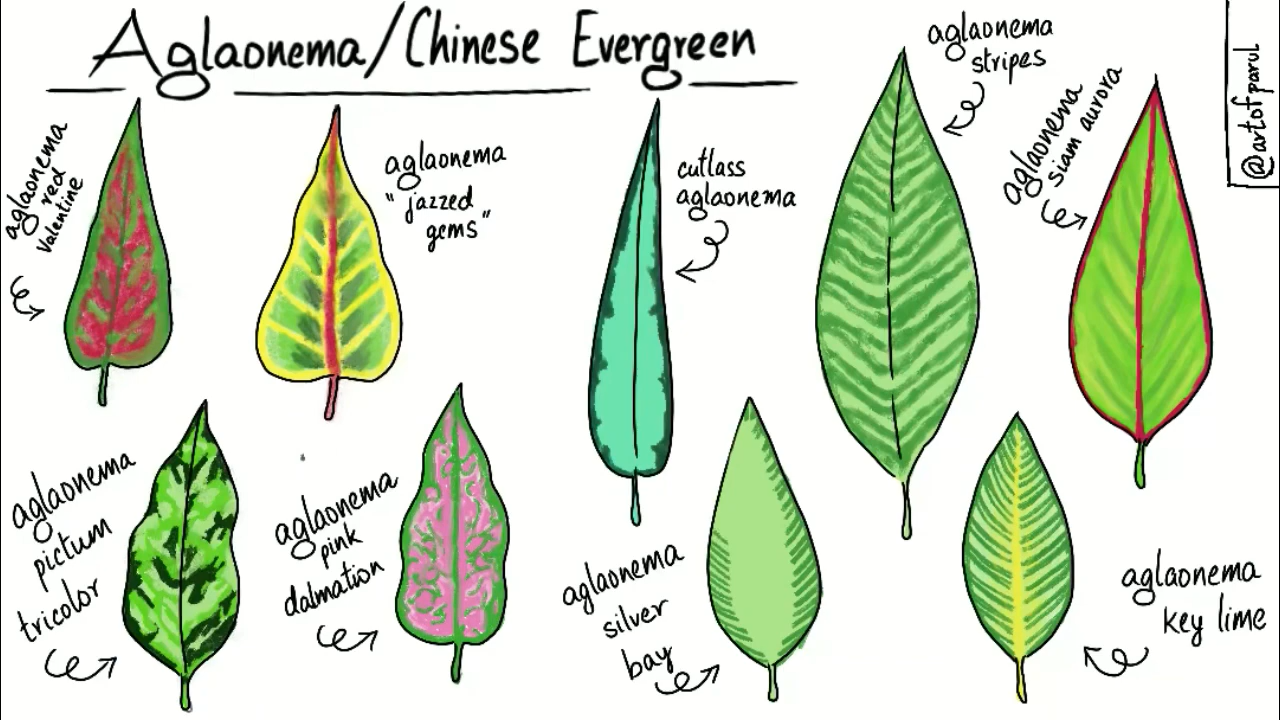 Aglaonema/Chinese Evergreen
aglaonema
red
Valentine
aglaonema
"jazzed
gems"
cutlass
aglaonema
aglaonema
stripes
aglaonema
siam aurora
@artofparul
aglaonema
pictum
tricolor
aglaonema
pink
dalmation
aglaonema
silver
bay
aglaonema
key lime